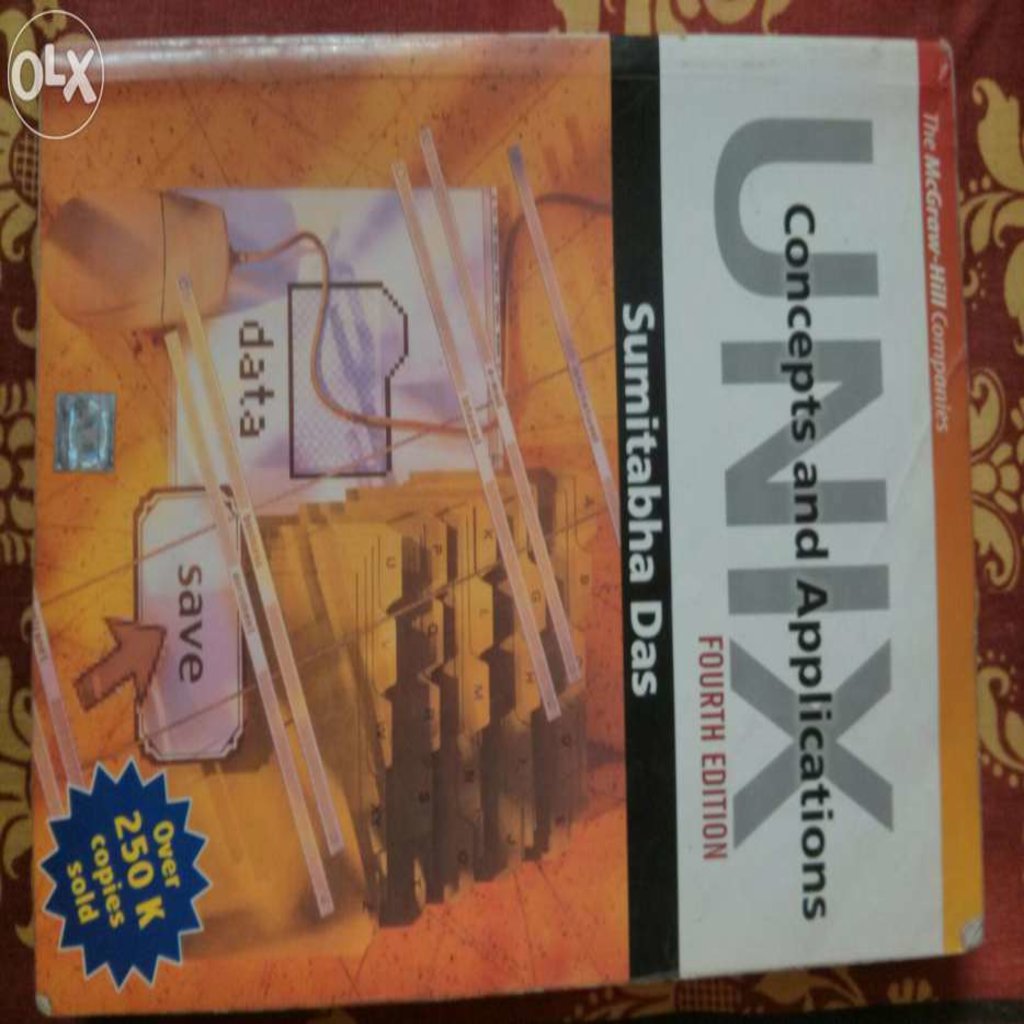 OLX
The McGraw-Hill Companies
UNIX
Concepts and Applications
FOURTH EDITION
Sumitabha Das
data
save
Over
250 K
copies
sold